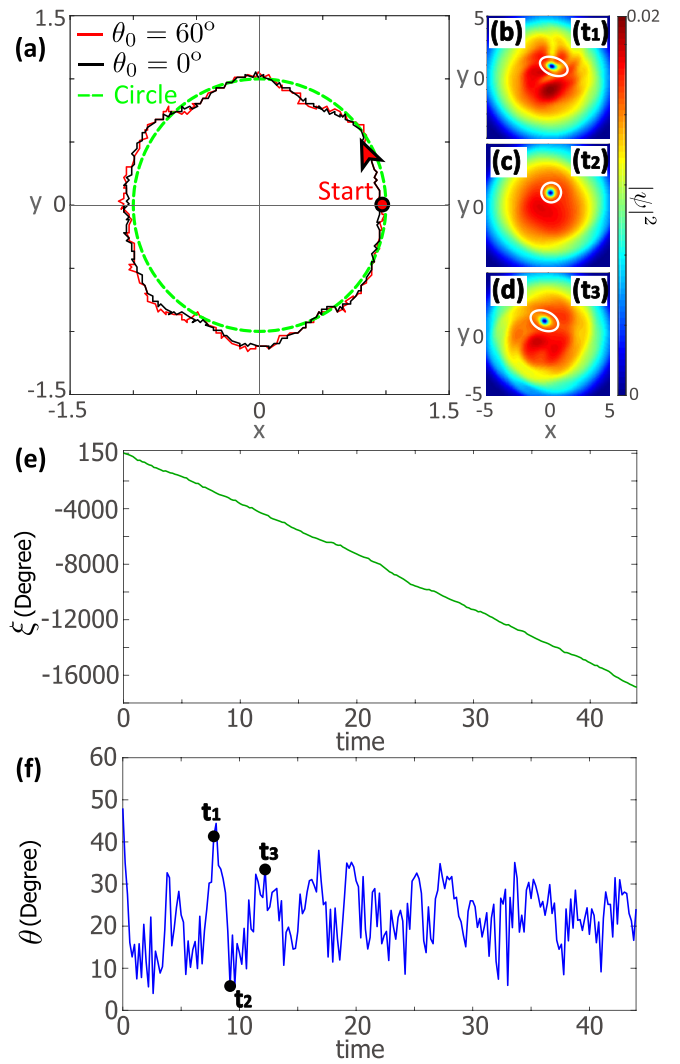 (a)
θ₀ = 60°
θ₀ = 0°
Circle
1.5
y 0
Start
-1.5
-1.5 0 1.5
x
(b) (t1)
5
y 0
(c) (t2)
y 0
(d) (t3)
y 0
-5
-5 0 5
x
0.02
|ψ|²
0
(e)
150
-4000
-8000
-12000
-16000
ξ (Degree)
0 10 20 30 40
time
(f)
60
50
40
30
20
10
0
θ (Degree)
t1
t3
t2
0 10 20 30 40
time